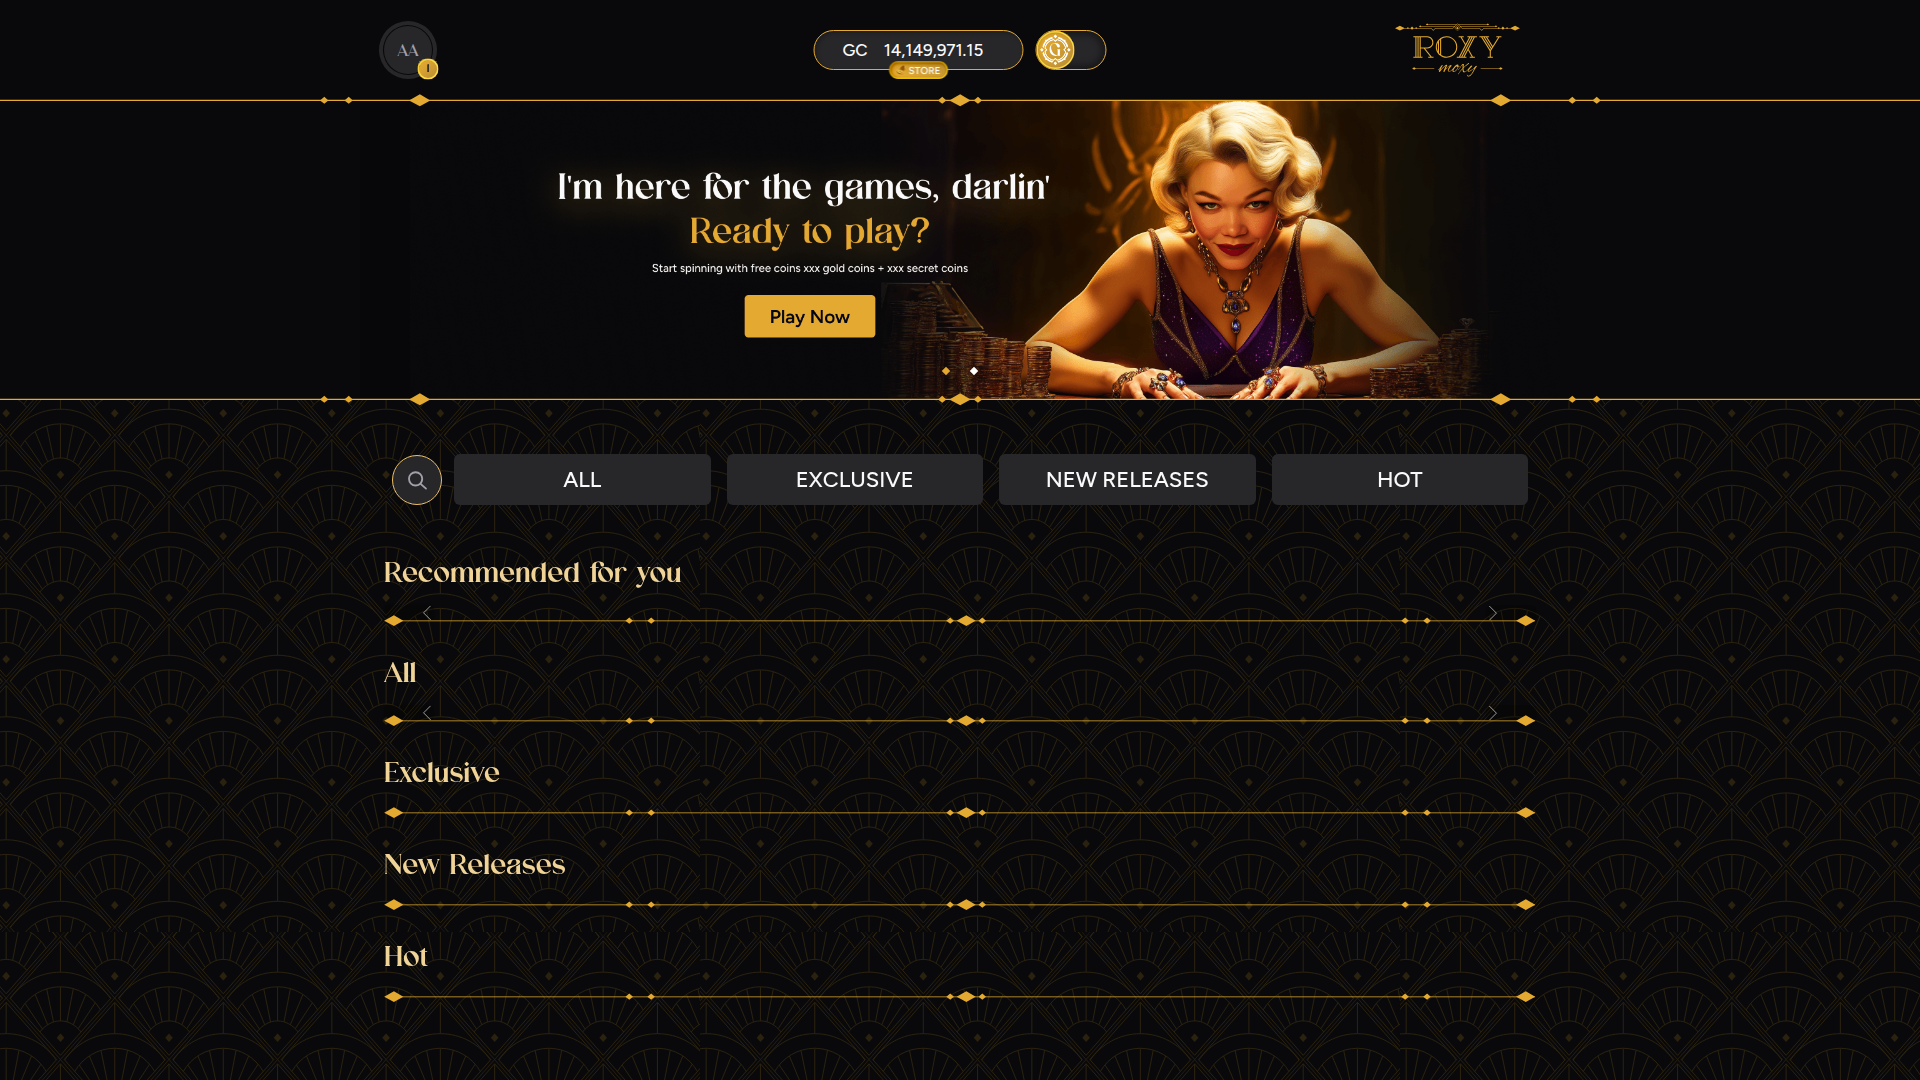 AA
I
GC 14,149,971.15
STORE
G
ROXY
moxy
I'm here for the games, darlin'
Ready to play?
Start spinning with free coins xxx gold coins + xxx secret coins
Play Now
ALL
EXCLUSIVE
NEW RELEASES
HOT
Recommended for you
All
Exclusive
New Releases
Hot